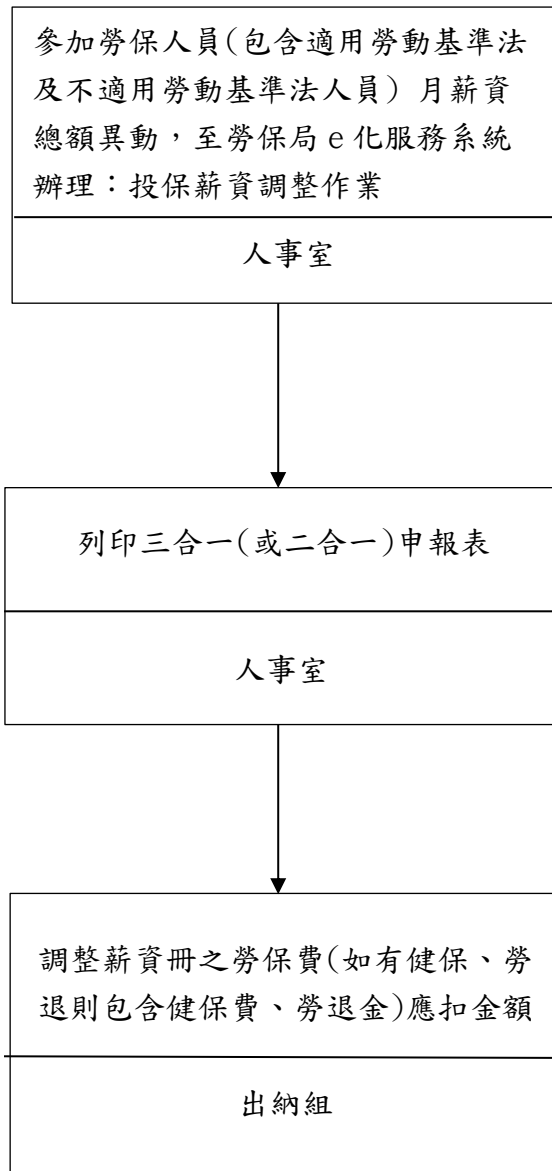 參加勞保人員(包含適用勞動基準法
及不適用勞動基準法人員) 月薪資
總額異動，至勞保局 e 化服務系統
辦理：投保薪資調整作業
人事室
列印三合一(或二合一)申報表
人事室
調整薪資冊之勞保費(如有健保、勞
退則包含健保費、勞退金)應扣金額
出納組